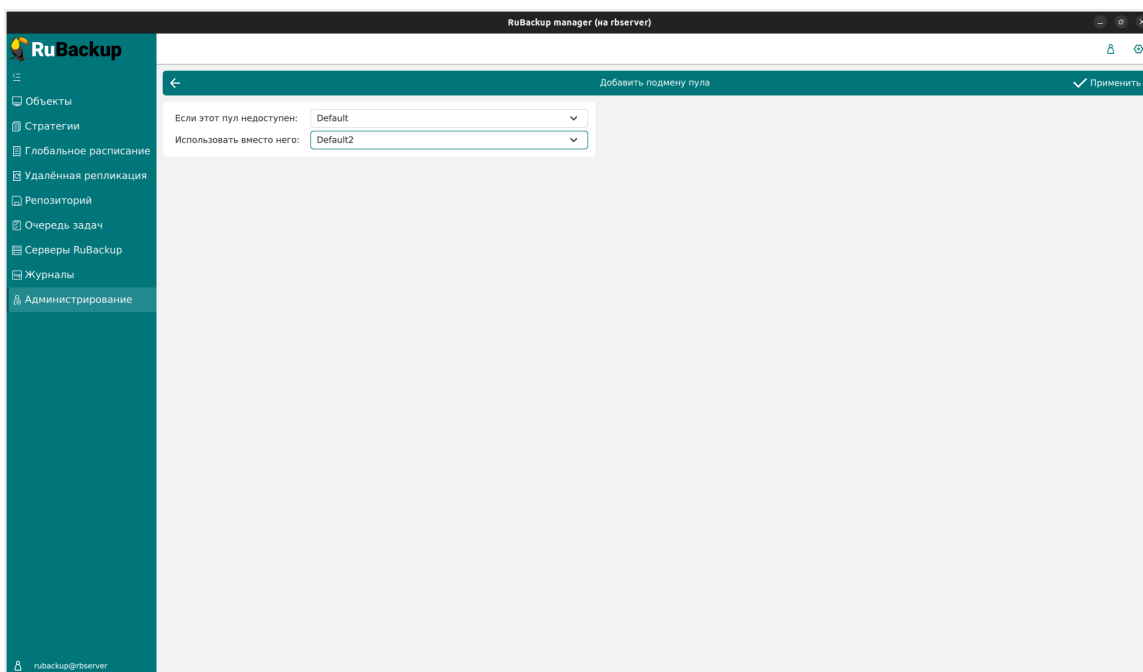 RuBackup manager (на rbserver)
RuBackup
Добавить подмену пула
Применить
Объекты
Стратегии
Глобальное расписание
Удалённая репликация
Репозиторий
Очередь задач
Серверы RuBackup
Журналы
Администрирование
Если этот пул недоступен: Default
Использовать вместо него: Default2
rubackup@rbserver